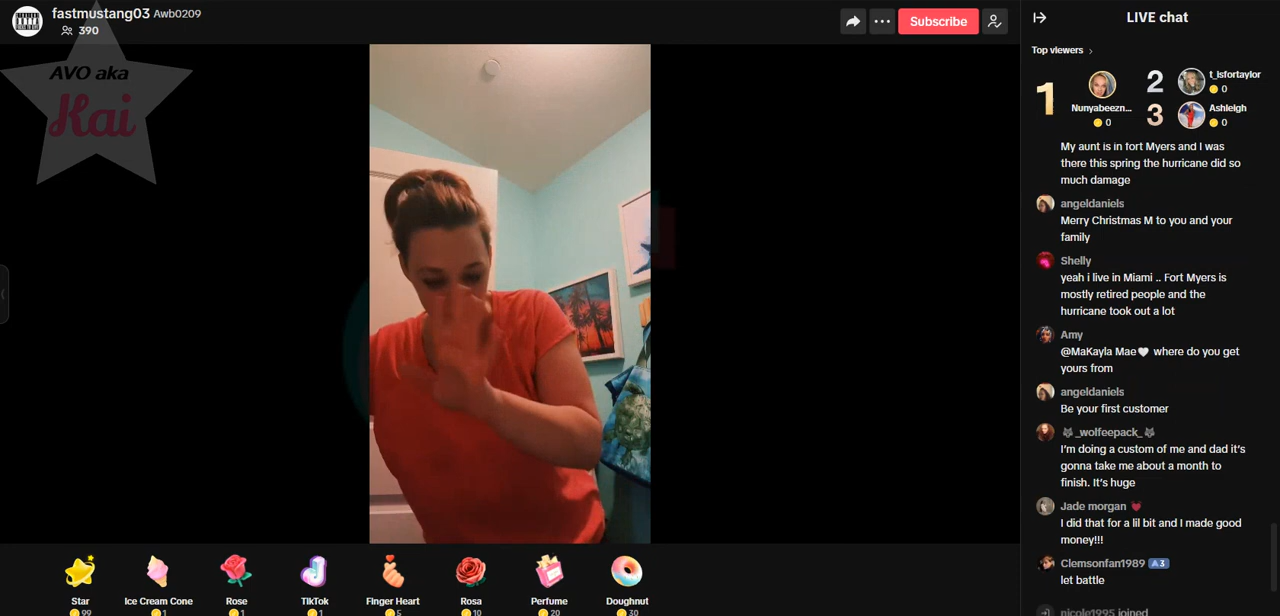 fastmustang03 Awb0209
390
Subscribe
AVO aka
Kai
LIVE chat
Top viewers
1
Nunyabeezn...
0
2
t_lsfortaylor
0
3
Ashleigh
0
My aunt is in fort Myers and I was
there this spring the hurricane did so
much damage
angeldaniels
Merry Christmas M to you and your
family
Shelly
yeah i live in Miami .. Fort Myers is
mostly retired people and the
hurricane took out a lot
Amy
@MaKayla Mae🤍 where do you get
yours from
angeldaniels
Be your first customer
🐺_wolfeepack_🐺
I'm doing a custom of me and dad it's
gonna take me about a month to
finish. It's huge
Jade morgan 💓
I did that for a lil bit and I made good
money!!!
Clemsonfan1989 3
let battle
nicole1995 joined
Star
99
Ice Cream Cone
1
Rose
1
TikTok
1
Finger Heart
5
Rosa
10
Perfume
20
Doughnut
30